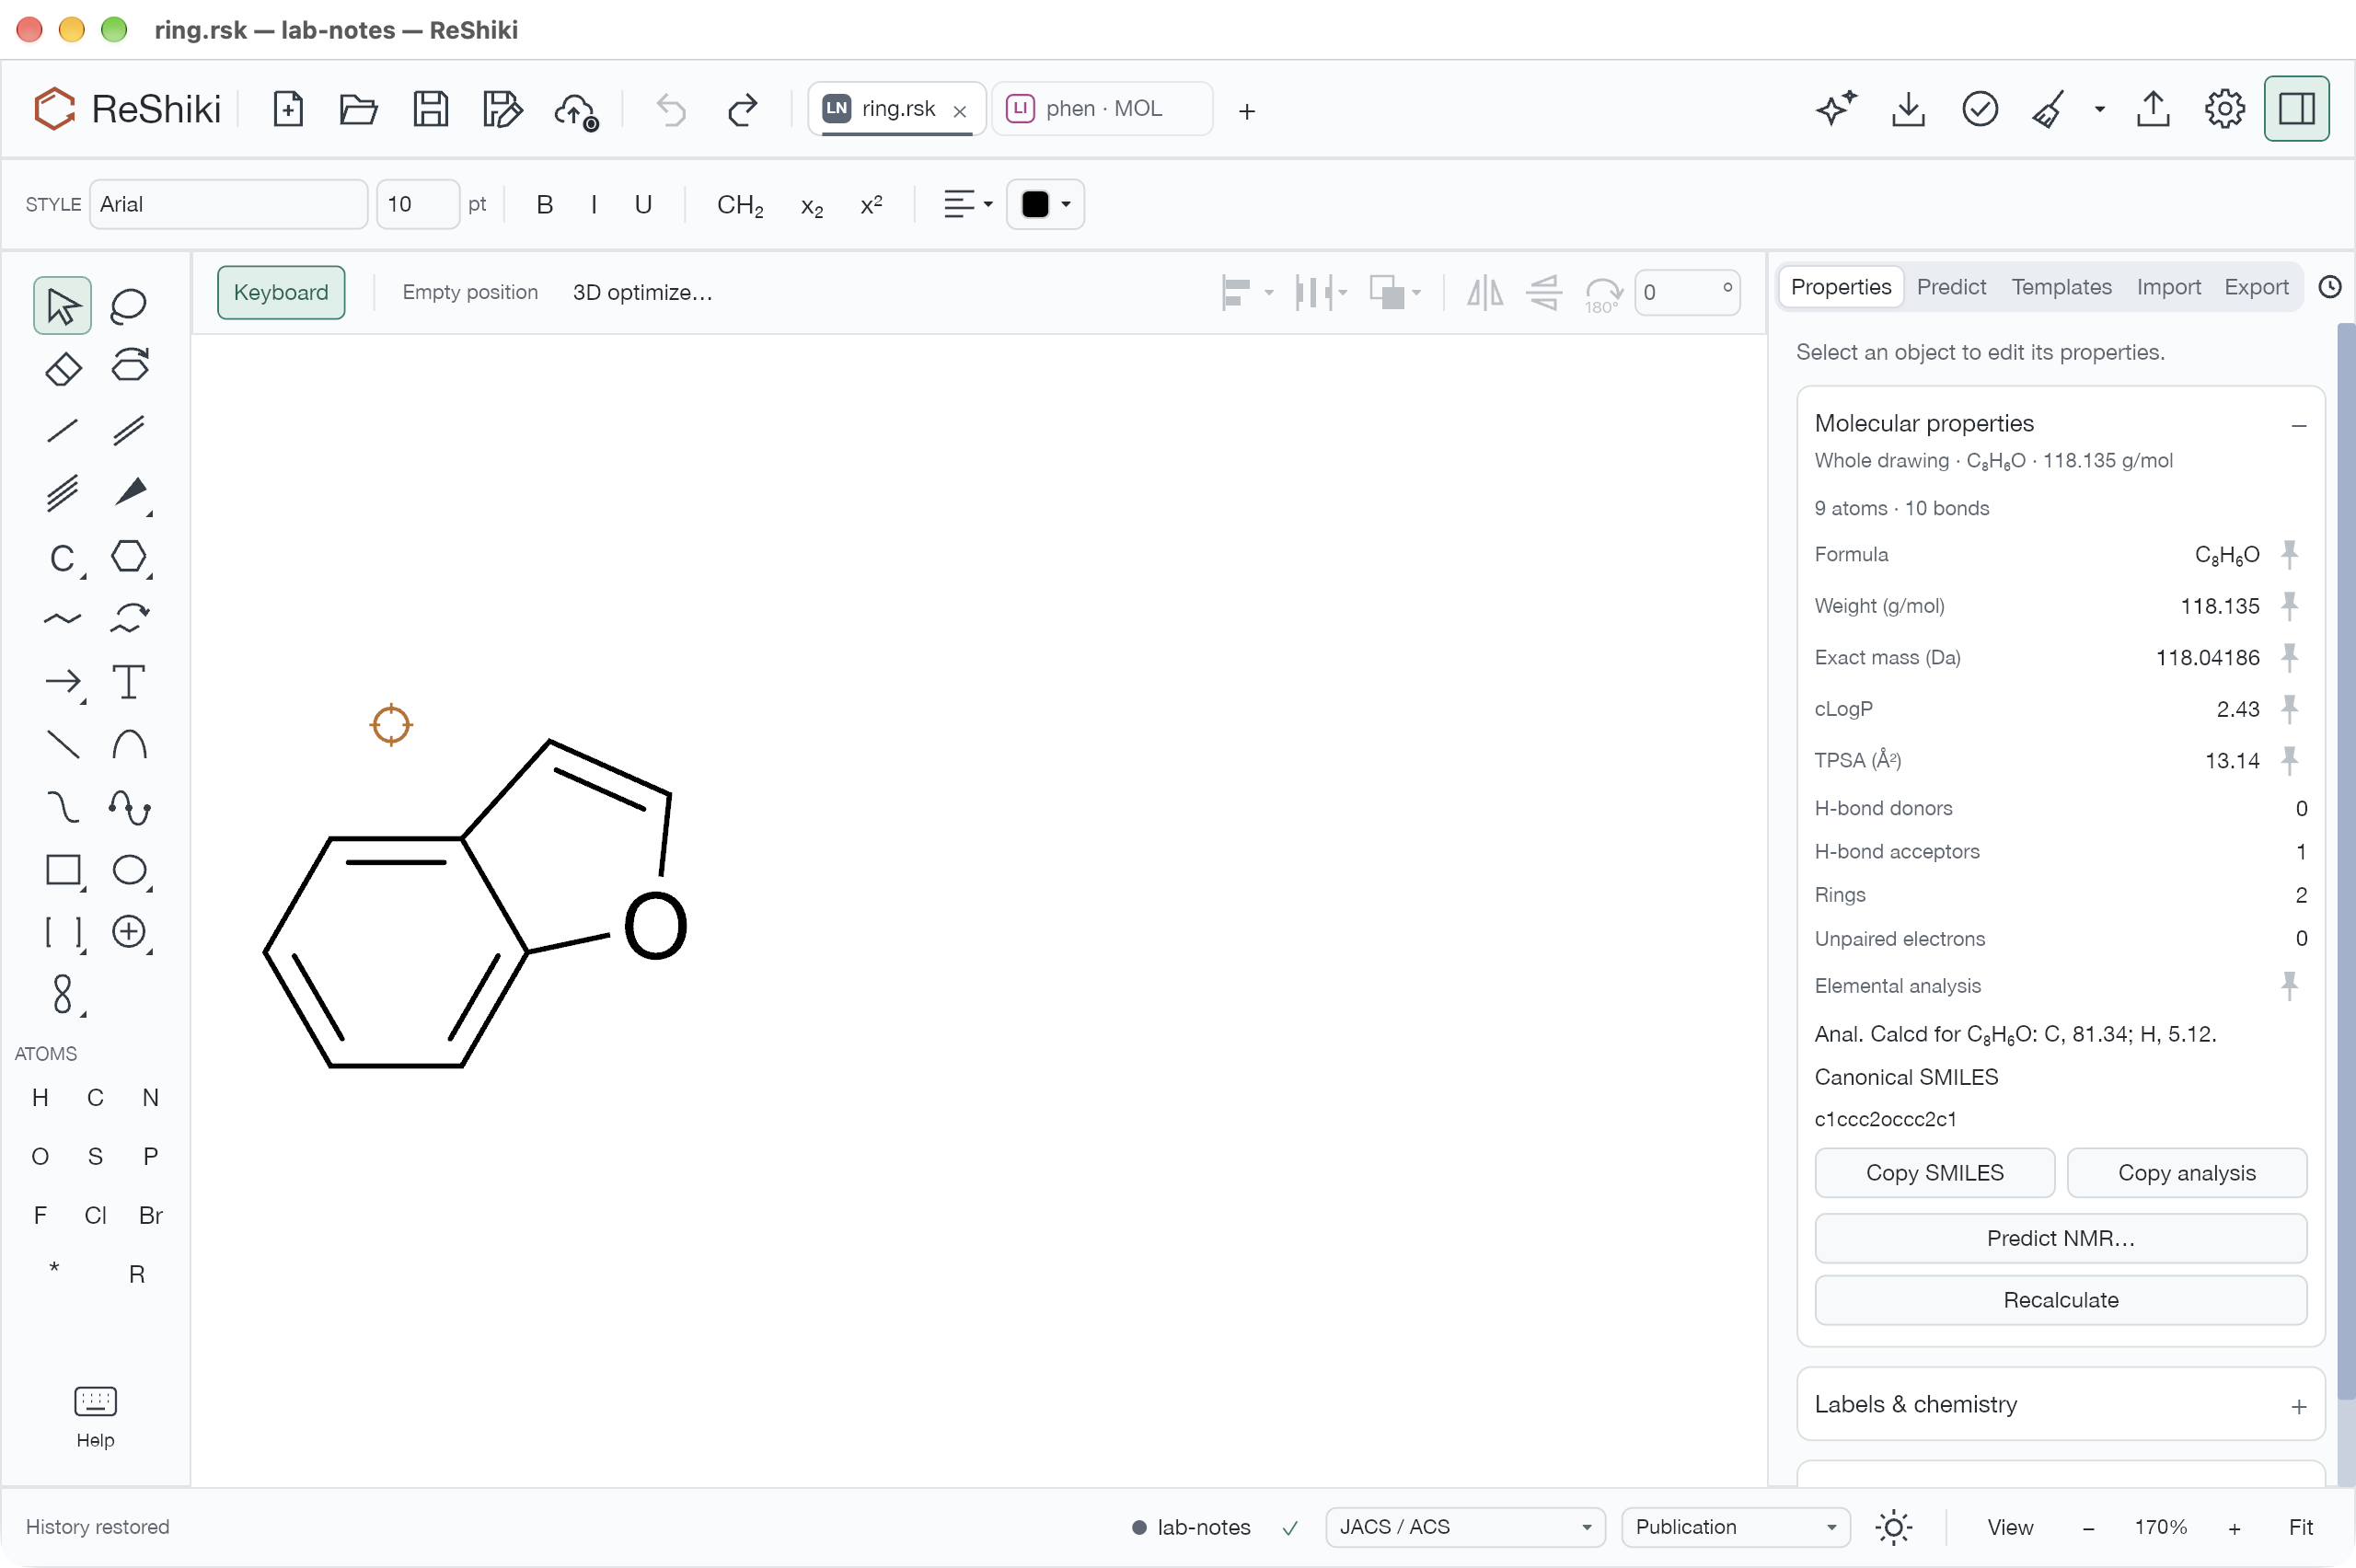 ring.rsk — lab-notes — ReShiki
ReShiki
LN ring.rsk ×
LI phen · MOL
+
STYLE Arial 10 pt B I U CH₂ x₂ x²
Keyboard Empty position 3D optimize...
180° 0 °
Properties Predict Templates Import Export
Select an object to edit its properties.
Molecular properties –
Whole drawing · C₈H₆O · 118.135 g/mol
9 atoms · 10 bonds
Formula C₈H₆O
Weight (g/mol) 118.135
Exact mass (Da) 118.04186
cLogP 2.43
TPSA (Å²) 13.14
H-bond donors 0
H-bond acceptors 1
Rings 2
Unpaired electrons 0
Elemental analysis
Anal. Calcd for C₈H₆O: C, 81.34; H, 5.12.
Canonical SMILES
c1ccc2occc2c1
Copy SMILES Copy analysis
Predict NMR...
Recalculate
Labels & chemistry +
C
T
[ ]
ATOMS
H C N
O S P
F Cl Br
* R
Help
O
History restored
lab-notes ✓ JACS / ACS Publication View – 170% + Fit